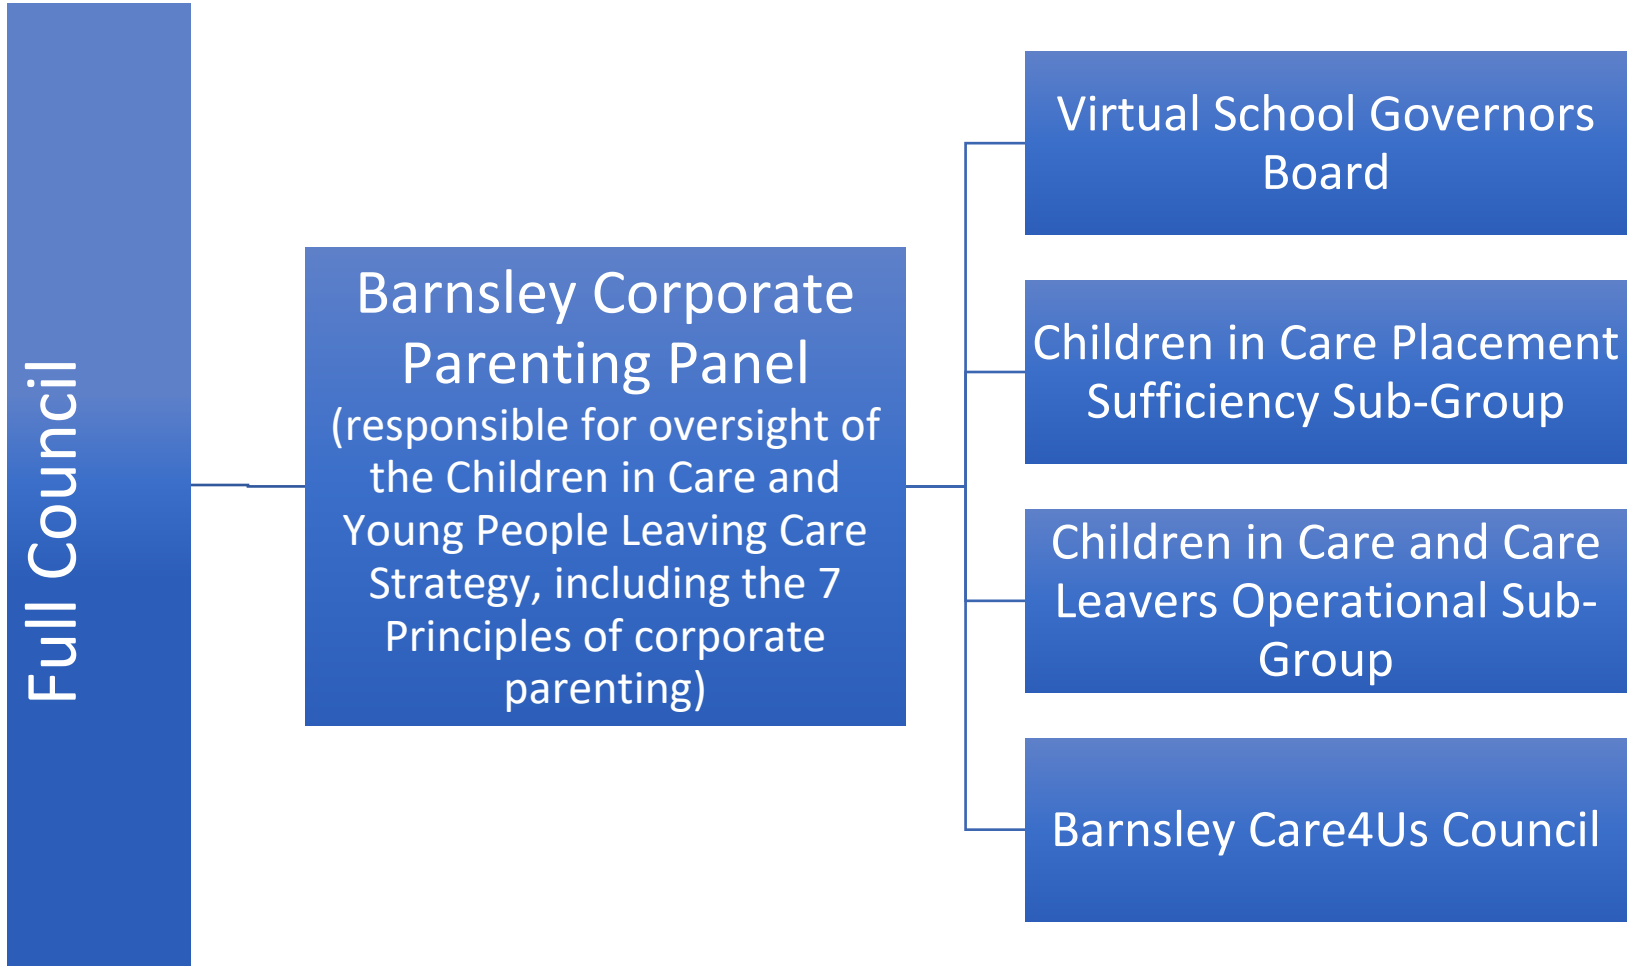 Full Council
Barnsley Corporate
Parenting Panel
(responsible for oversight of
the Children in Care and
Young People Leaving Care
Strategy, including the 7
Principles of corporate
parenting)
Virtual School Governors
Board
Children in Care Placement
Sufficiency Sub-Group
Children in Care and Care
Leavers Operational Sub-
Group
Barnsley Care4Us Council